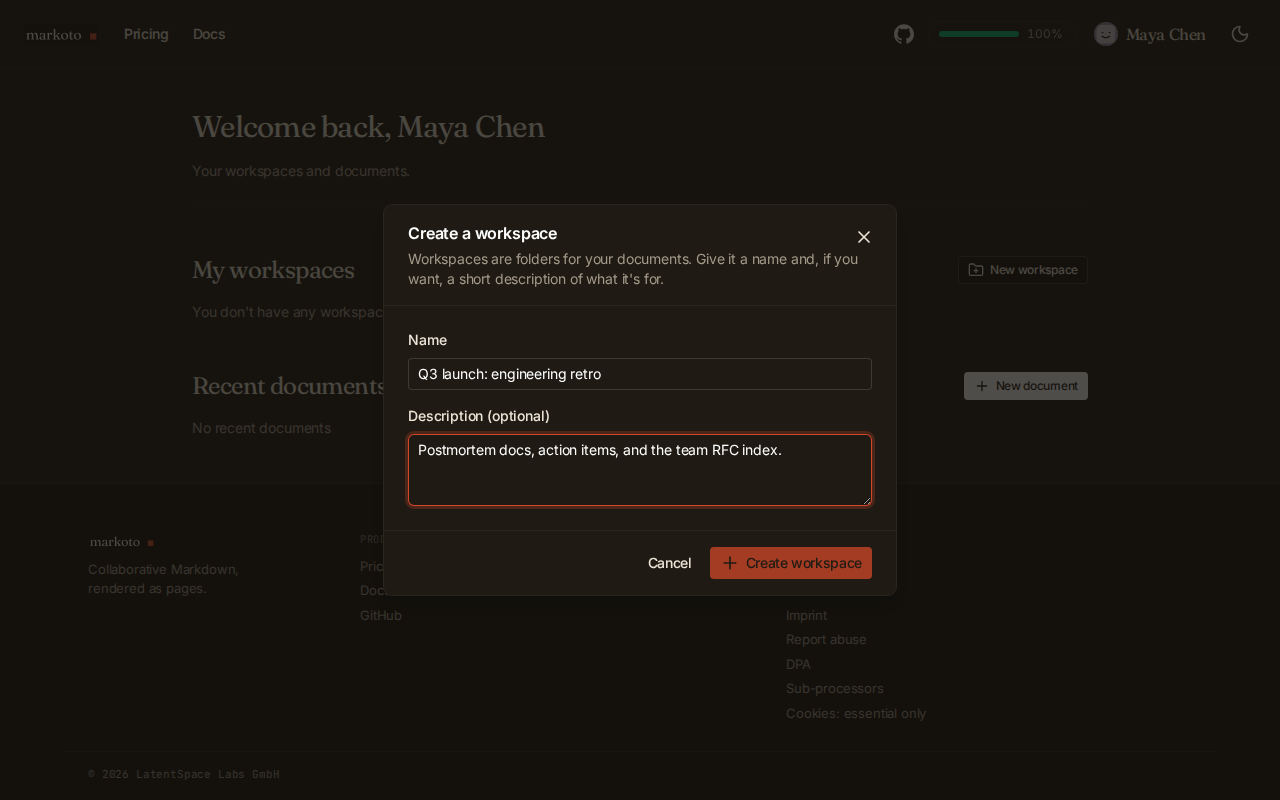 markoto
Pricing
Docs
100%
Maya Chen
Welcome back, Maya Chen
Your workspaces and documents.
Create a workspace
Workspaces are folders for your documents. Give it a name and, if you
want, a short description of what it's for.
My workspaces
New workspace
You don't have any
Name
Q3 launch: engineering retro
Recent documents
New document
No recent documents
Description (optional)
Postmortem docs, action items, and the team RFC index.
Cancel
Create workspace
markoto
Collaborative Markdown,
rendered as pages.
GitHub
Imprint
Report abuse
DPA
Sub-processors
Cookies: essential only
© 2026 LatentSpace Labs GmbH